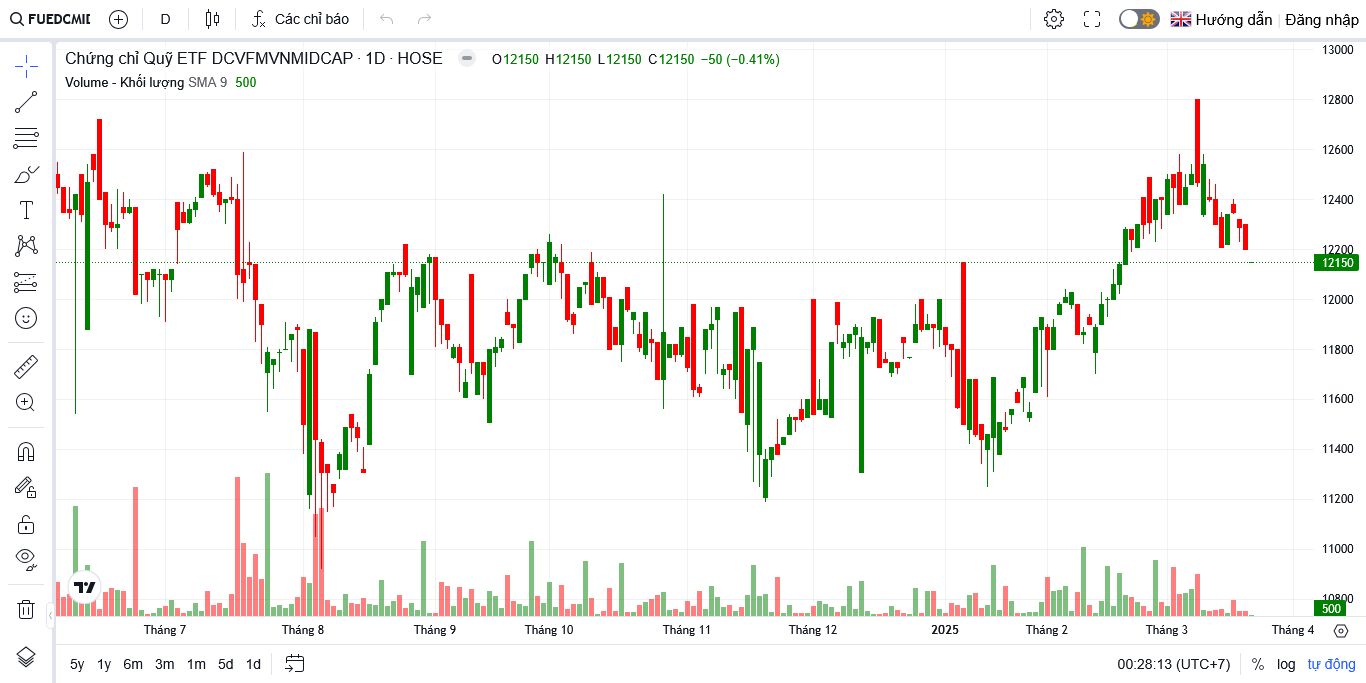 FUEDCMID
D
Các chỉ báo
Hướng dẫn
Đăng nhập
Chứng chỉ Quỹ ETF DCVFMVNMIDCAP · 1D · HOSE
O12150 H12150 L12150 C12150 −50 (−0.41%)
Volume - Khối lượng SMA 9 500
13000
12800
12600
12400
12200
12150
12000
11800
11600
11400
11200
11000
10800
500
Tháng 7 Tháng 8 Tháng 9 Tháng 10 Tháng 11 Tháng 12 2025 Tháng 2 Tháng 3 Tháng 4
5y 1y 6m 3m 1m 5d 1d
00:28:13 (UTC+7) % log tự động